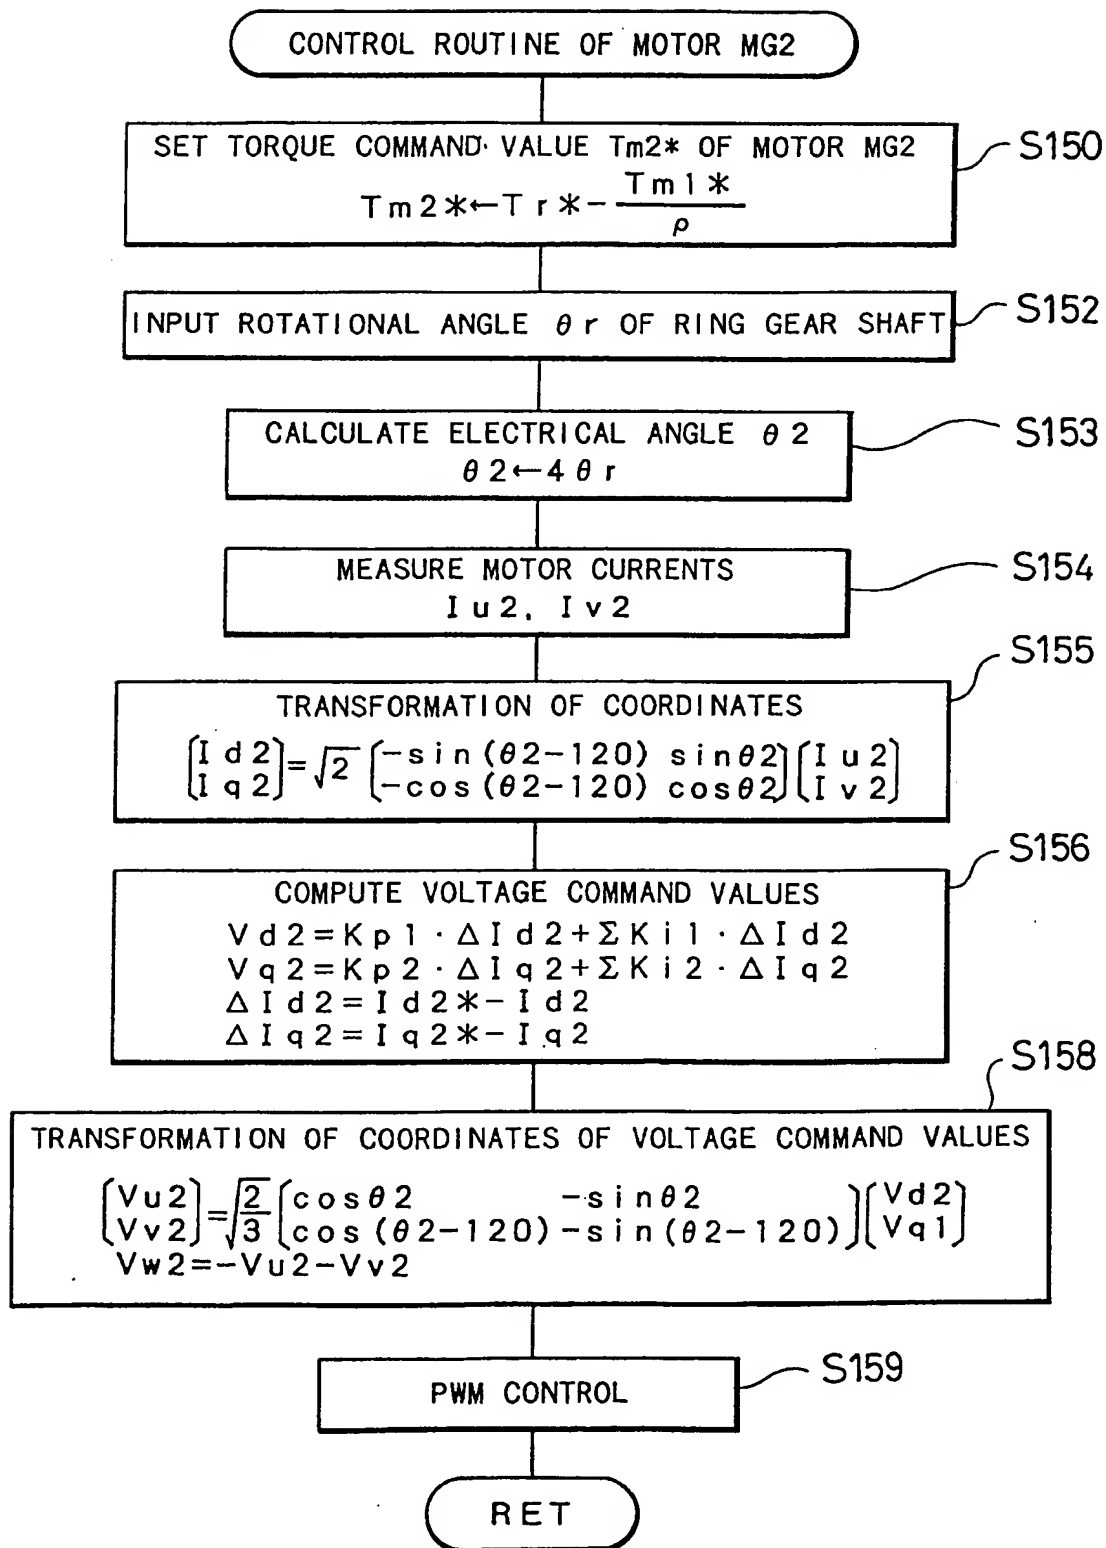 CONTROL ROUTINE OF MOTOR MG2
SET TORQUE COMMAND VALUE Tm2* OF MOTOR MG2
Tm2*←Tr*-Tm1*/ρ
S150
INPUT ROTATIONAL ANGLE θr OF RING GEAR SHAFT
S152
CALCULATE ELECTRICAL ANGLE θ2
θ2←4θr
S153
MEASURE MOTOR CURRENTS
Iu2, Iv2
S154
S155
TRANSFORMATION OF COORDINATES
[Id2]=√2 [-sin(θ2-120) sinθ2][Iu2]
[Iq2] [-cos(θ2-120) cosθ2][Iv2]
S156
COMPUTE VOLTAGE COMMAND VALUES
Vd2=Kp1·ΔId2+ΣKi1·ΔId2
Vq2=Kp2·ΔIq2+ΣKi2·ΔIq2
ΔId2=Id2*-Id2
ΔIq2=Iq2*-Iq2
S158
TRANSFORMATION OF COORDINATES OF VOLTAGE COMMAND VALUES
[Vu2]=√2/3 [cosθ2 -sinθ2][Vd2]
[Vv2] [cos(θ2-120) -sin(θ2-120)][Vq1]
Vw2=-Vu2-Vv2
PWM CONTROL
S159
RET